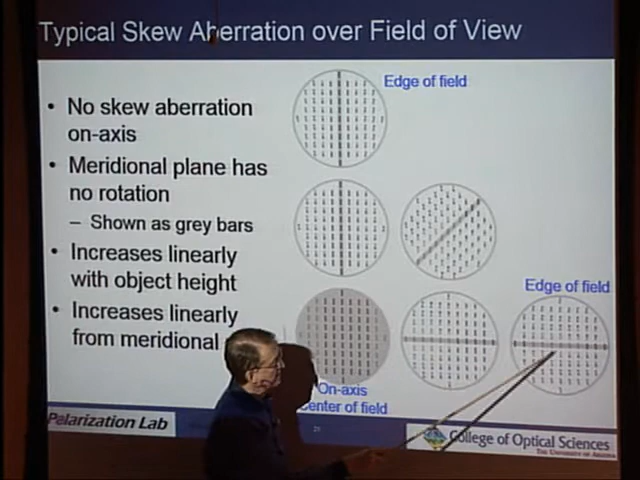 Typical Skew Aberration over Field of View
• No skew aberration
on-axis
• Meridional plane has
no rotation
– Shown as grey bars
• Increases linearly
with object height
• Increases linearly
from meridional
Edge of field
Edge of field
On-axis
Center of field
Polarization Lab
College of Optical Sciences
THE UNIVERSITY OF ARIZONA